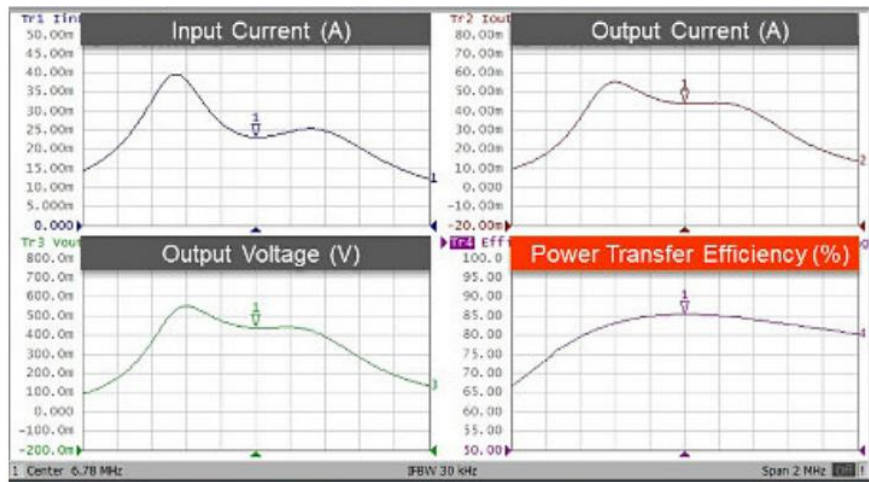 Tr1 Iin
Input Current (A)
50.00m
45.00m
40.00m
35.00m
30.00m
25.00m
20.00m
15.00m
10.00m
5.000m
0.000
1
1
Tr2 Iout
Output Current (A)
80.00m
70.00m
60.00m
50.00m
40.00m
30.00m
20.00m
10.00m
0.000
-10.00m
-20.00m
1
2
Tr3 Vout
Output Voltage (V)
800.0m
700.0m
600.0m
500.0m
400.0m
300.0m
200.0m
100.0m
0.000
-100.0m
-200.0m
1
3
Tr4 Eff
Power Transfer Efficiency (%)
100.0
95.00
90.00
85.00
80.00
75.00
70.00
65.00
60.00
55.00
50.00
1
4
1 Center 6.78 MHz
IFBW 30 kHz
Span 2 MHz Off !